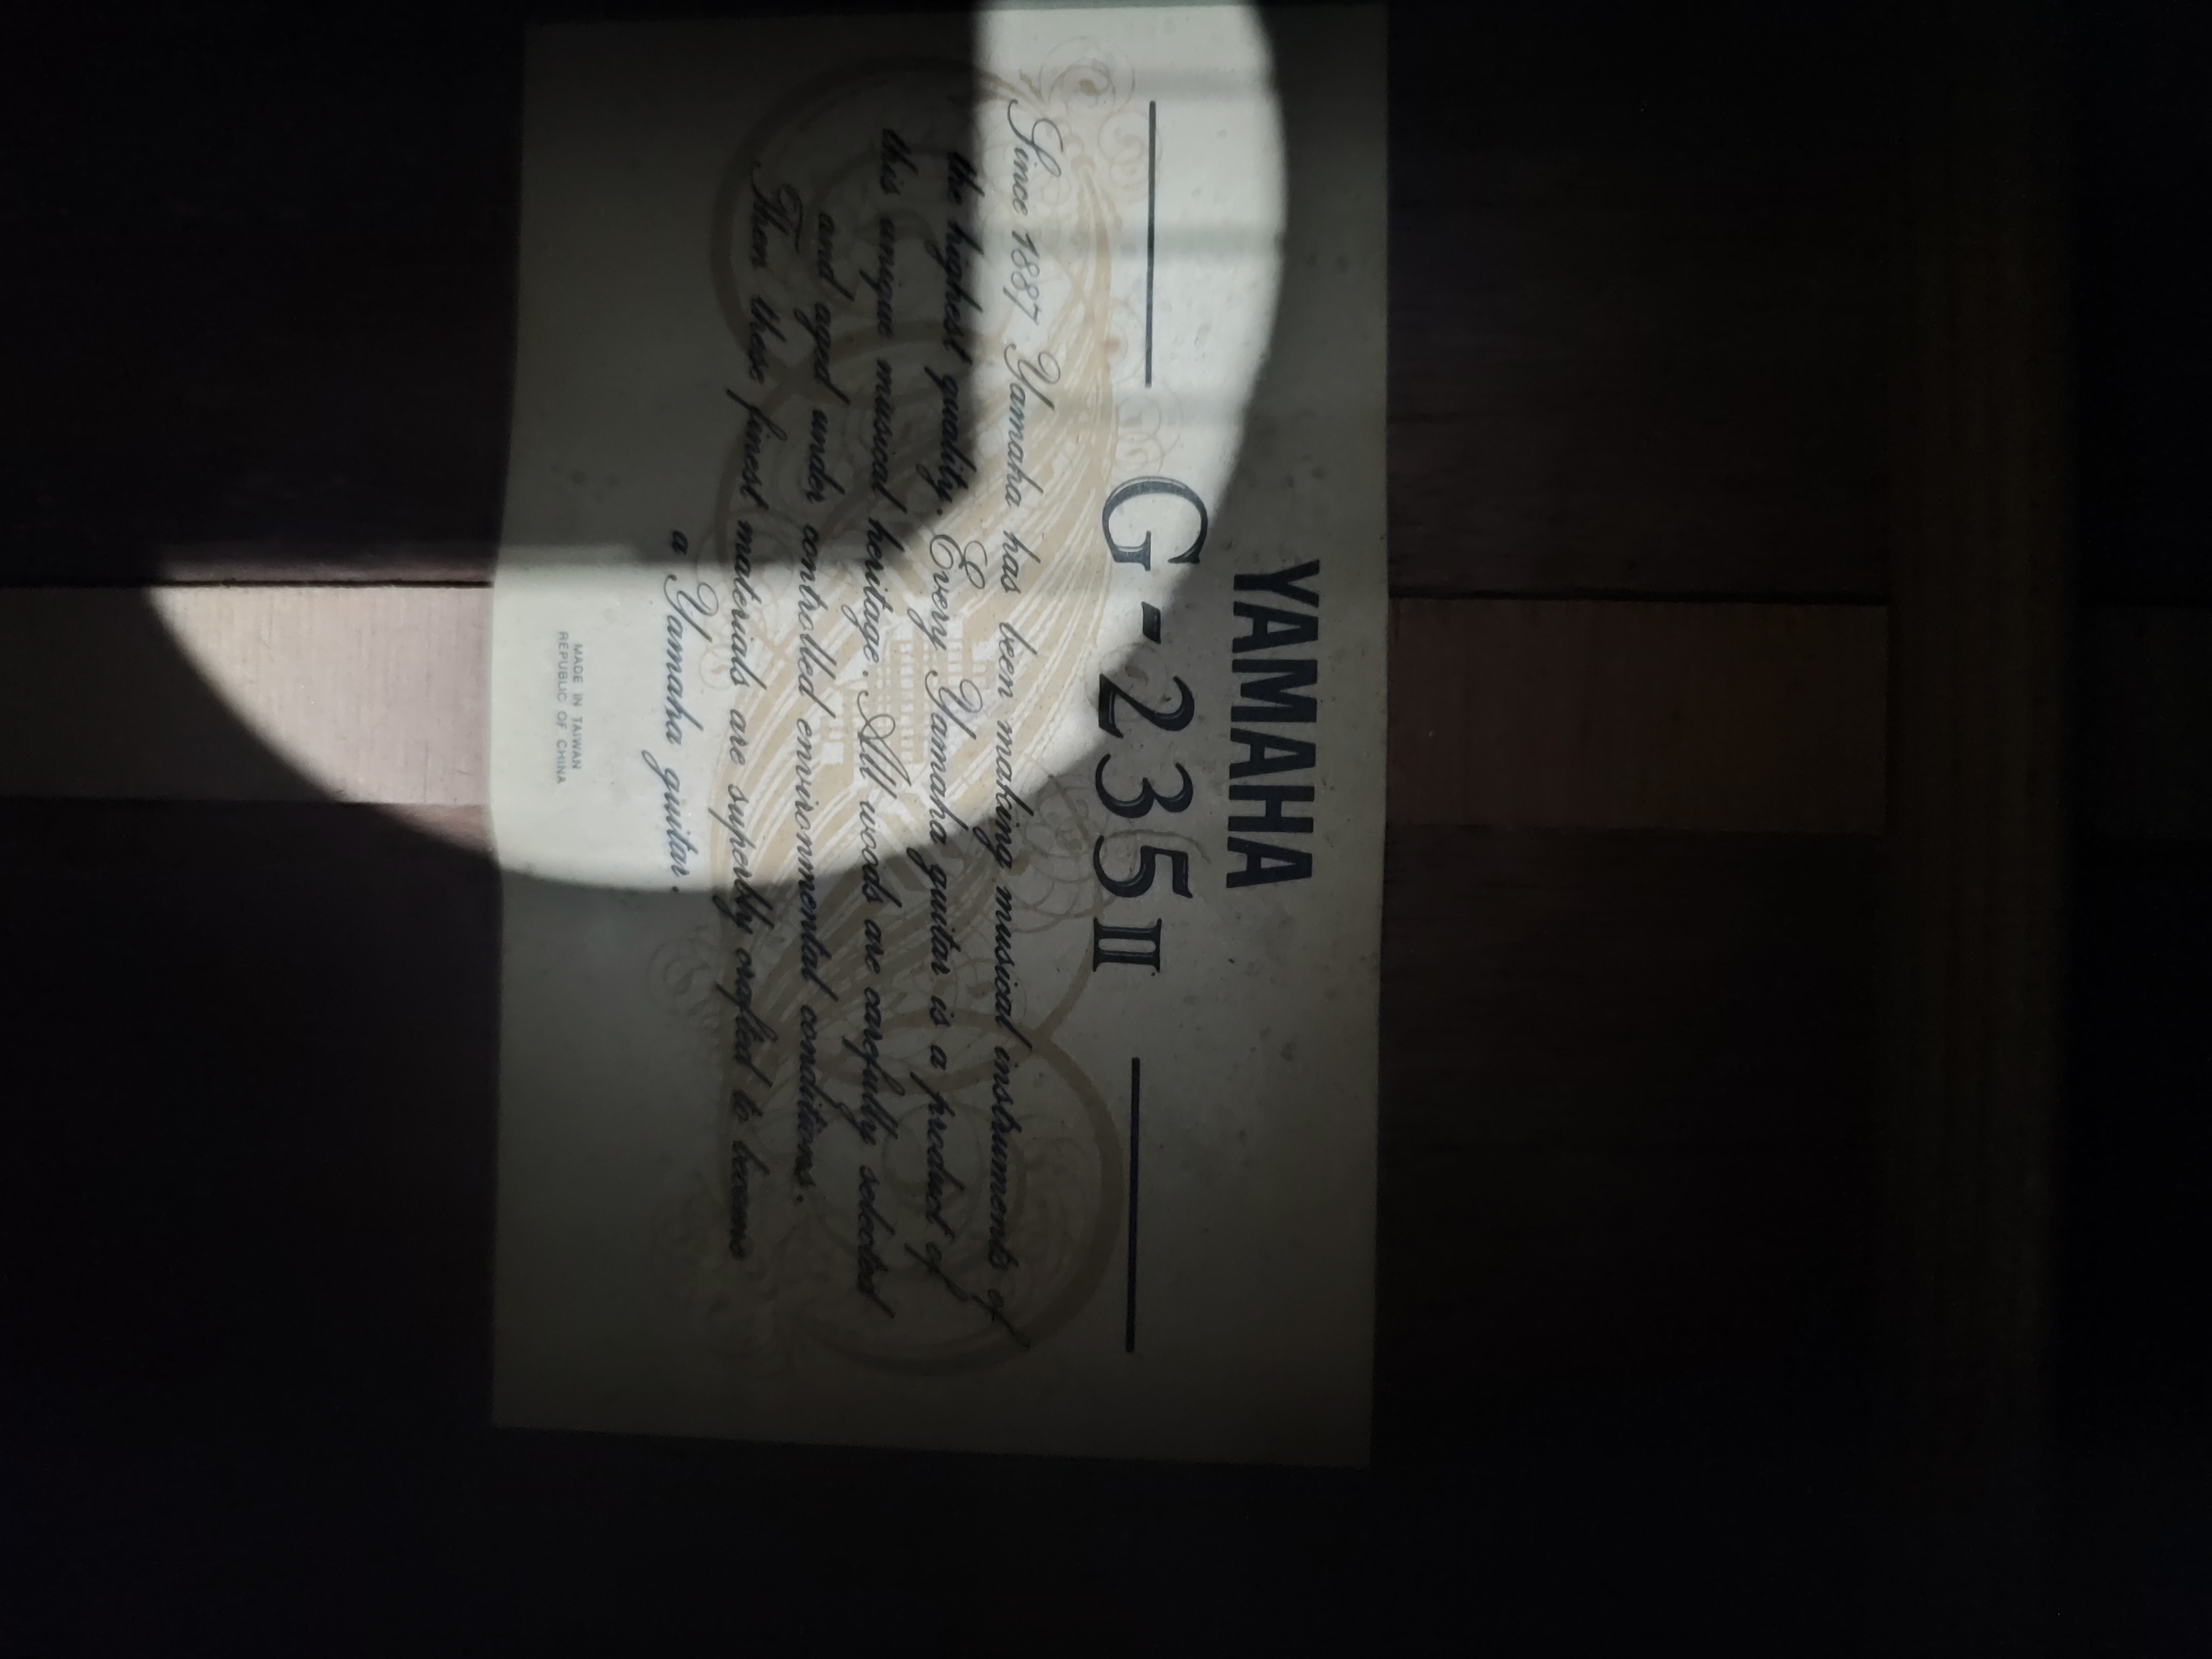 YAMAHA
G-235II
Since 1887 Yamaha has been making musical instruments of
the highest quality. Every Yamaha guitar is a product of
this unique musical heritage. All woods are carefully selected
and aged under controlled environmental conditions.
Then these finest materials are superbly crafted to become
a Yamaha guitar.
MADE IN TAIWAN
REPUBLIC OF CHINA